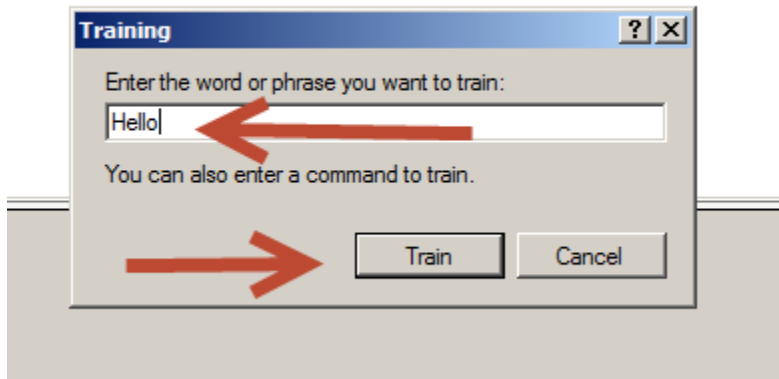 Training
Enter the word or phrase you want to train:
Hello
You can also enter a command to train.
Train Cancel